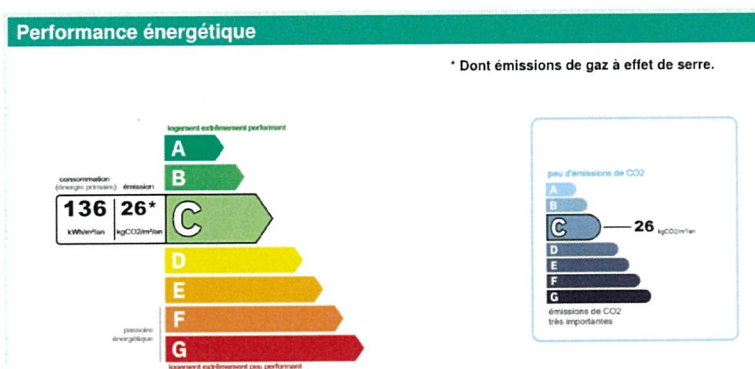 Performance énergétique
* Dont émissions de gaz à effet de serre.
logement extrêmement performant
A
B
consommation
(énergie primaire) émission
136 26*
kWh/m²/an kgCO2/m²/an
C
D
E
F
G
passoire
énergétique
logement extrêmement peu performant
peu d'émissions de CO2
A
B
C 26 kgCO2/m²/an
D
E
F
G
émissions de CO2
très importantes